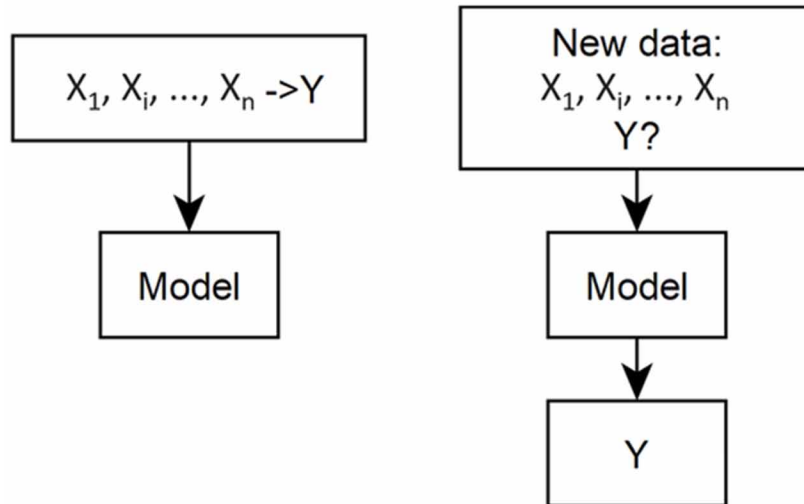 X₁, Xᵢ, ..., Xₙ ->Y
Model
New data:
X₁, Xᵢ, ..., Xₙ
Y?
Model
Y